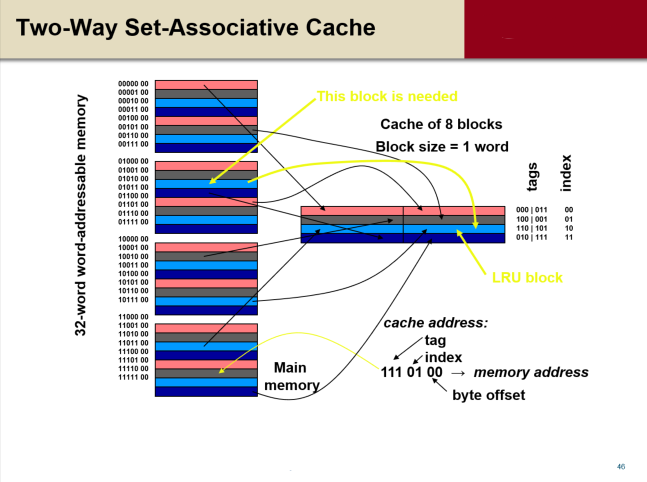 Two-Way Set-Associative Cache
32-word word-addressable memory
00000 00
00001 00
00010 00
00011 00
00100 00
00101 00
00110 00
00111 00
01000 00
01001 00
01010 00
01011 00
01100 00
01101 00
01110 00
01111 00
10000 00
10001 00
10010 00
10011 00
10100 00
10101 00
10110 00
10111 00
11000 00
11001 00
11010 00
11011 00
11100 00
11101 00
11110 00
11111 00
This block is needed
Cache of 8 blocks
Block size = 1 word
tags
index
000 | 011 00
100 | 001 01
110 | 101 10
010 | 111 11
LRU block
cache address:
tag
index
111 01 00 → memory address
byte offset
Main
memory
46